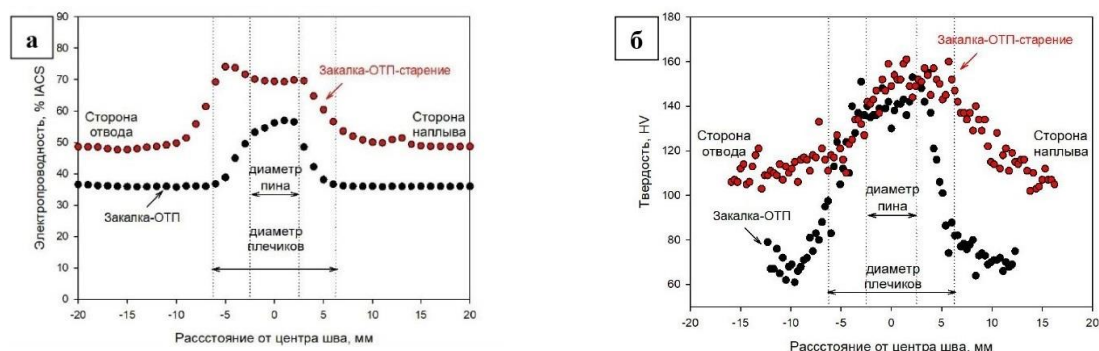 а
Электропроводность, % IACS
90
80
70
60
50
40
30
20
10
0
Закалка-ОТП-старение
Сторона
отвода
Сторона
наплыва
Закалка-ОТП
диаметр
пина
диаметр
плечиков
-20
-15
-10
-5
0
5
10
15
20
Рассстояние от центра шва, мм
б
Твердость, HV
160
140
120
100
80
60
Закалка-ОТП-старение
Сторона
отвода
Сторона
наплыва
Закалка-ОТП
диаметр
пина
диаметр
плечиков
-20
-15
-10
-5
0
5
10
15
20
Рассстояние от центра шва, мм